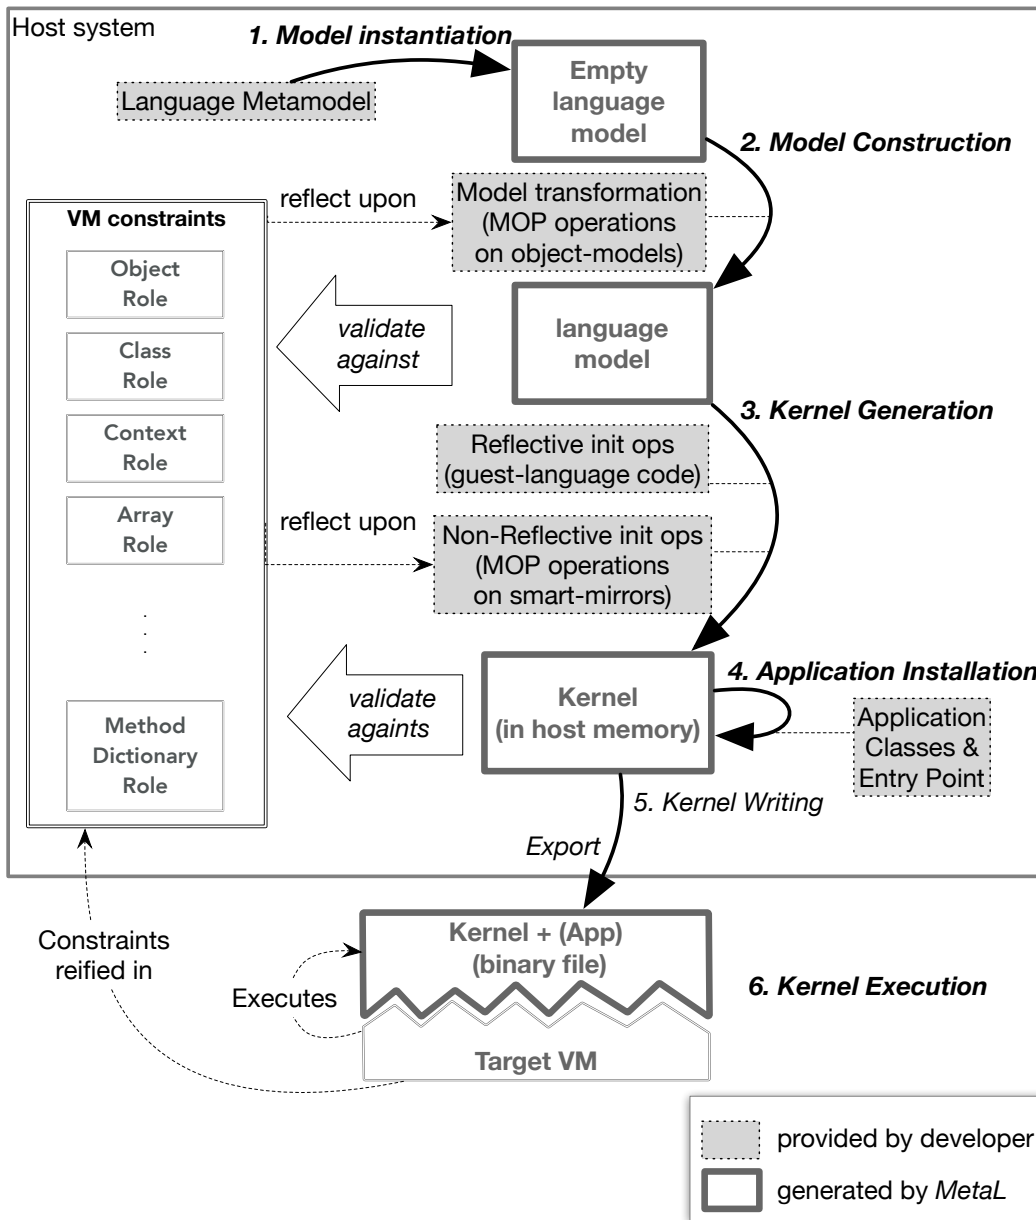 Host system
1. Model instantiation
Language Metamodel
Empty
language
model
2. Model Construction
reflect upon
Model transformation
(MOP operations
on object-models)
VM constraints
Object
Role
Class
Role
Context
Role
Array
Role
.
.
.
Method
Dictionary
Role
validate
against
language
model
3. Kernel Generation
Reflective init ops
(guest-language code)
reflect upon
Non-Reflective init ops
(MOP operations
on smart-mirrors)
validate
againts
Kernel
(in host memory)
4. Application Installation
Application
Classes &
Entry Point
5. Kernel Writing
Export
Constraints
reified in
Executes
Kernel + (App)
(binary file)
6. Kernel Execution
Target VM
provided by developer
generated by MetaL